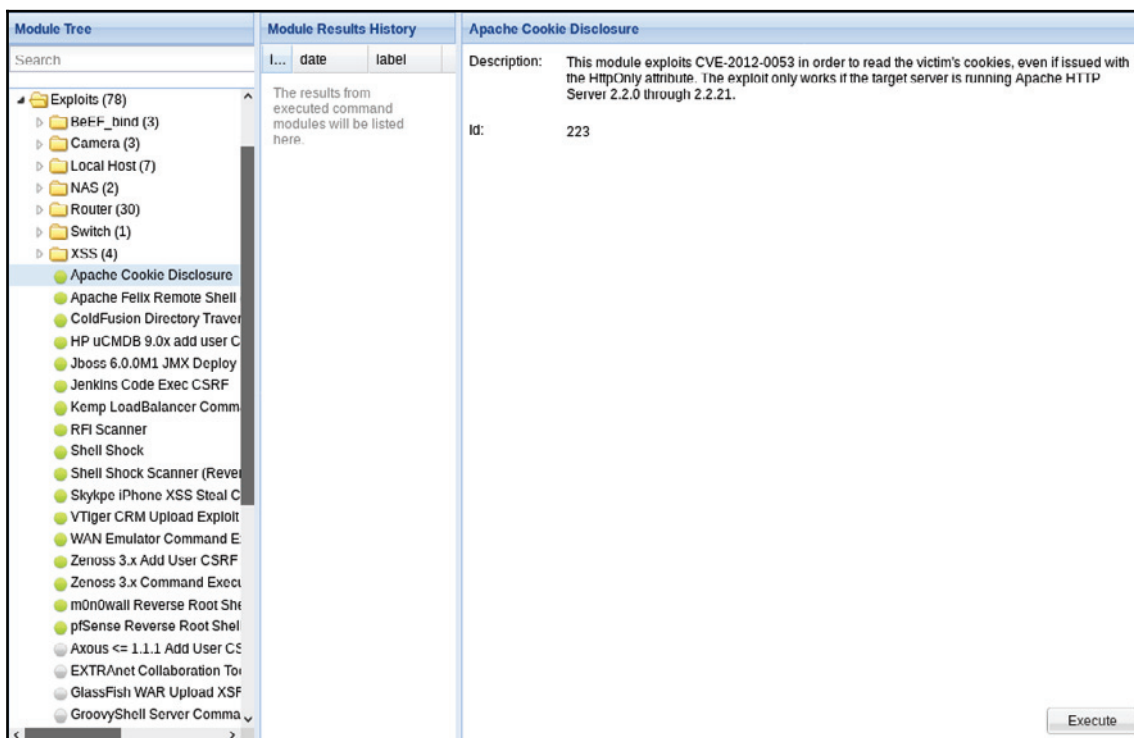 Module Tree
Search
Exploits (78)
BeEF_bind (3)
Camera (3)
Local Host (7)
NAS (2)
Router (30)
Switch (1)
XSS (4)
Apache Cookie Disclosure
Apache Felix Remote Shell
ColdFusion Directory Traver
HP uCMDB 9.0x add user C
Jboss 6.0.0M1 JMX Deploy
Jenkins Code Exec CSRF
Kemp LoadBalancer Comm
RFI Scanner
Shell Shock
Shell Shock Scanner (Rever
Skykpe iPhone XSS Steal C
VTiger CRM Upload Exploit
WAN Emulator Command E
Zenoss 3.x Add User CSRF
Zenoss 3.x Command Execu
m0n0wall Reverse Root She
pfSense Reverse Root Shel
Axous <= 1.1.1 Add User CS
EXTRAnet Collaboration Too
GlassFish WAR Upload XSF
GroovyShell Server Comma
Module Results History
I... date label
The results from
executed command
modules will be listed
here.
Apache Cookie Disclosure
Description: This module exploits CVE-2012-0053 in order to read the victim's cookies, even if issued with
the HttpOnly attribute. The exploit only works if the target server is running Apache HTTP
Server 2.2.0 through 2.2.21.
Id: 223
Execute